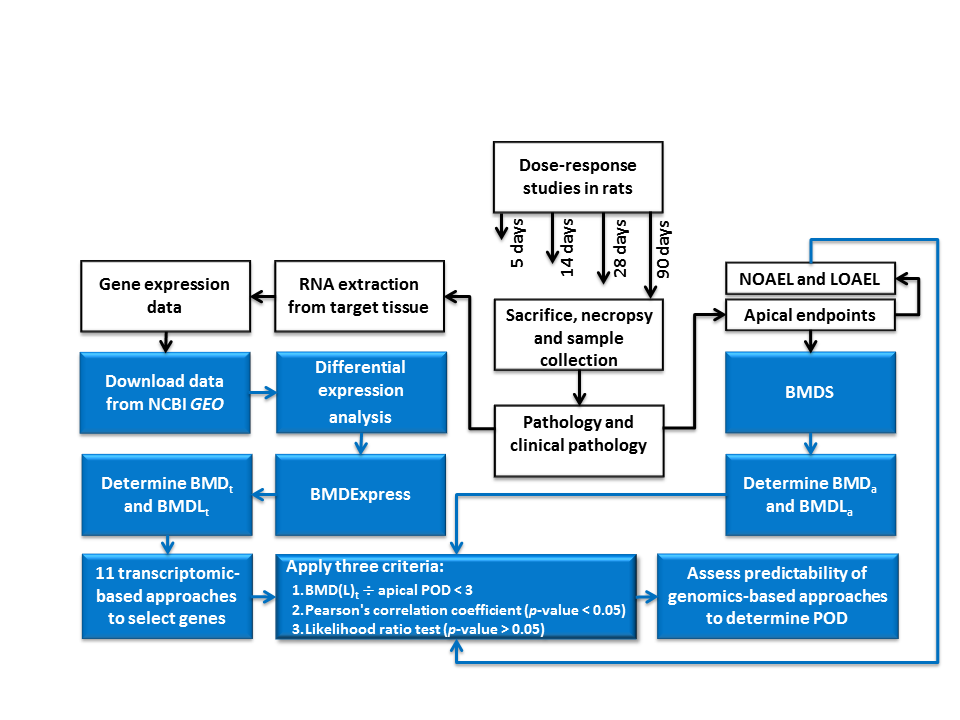 Dose-response
studies in rats
5 days
14 days
28 days
90 days
Gene expression
data
RNA extraction
from target tissue
Sacrifice, necropsy
and sample
collection
NOAEL and LOAEL
Apical endpoints
Download data
from NCBI GEO
Differential
expression
analysis
Pathology and
clinical pathology
BMDS
Determine BMDₜ
and BMDLₜ
BMDExpress
Determine BMDₐ
and BMDLₐ
11 transcriptomic-
based approaches
to select genes
Apply three criteria:
1. BMD(L)ₜ ÷ apical POD < 3
2. Pearson's correlation coefficient (p-value < 0.05)
3. Likelihood ratio test (p-value > 0.05)
Assess predictability of
genomics-based approaches
to determine POD